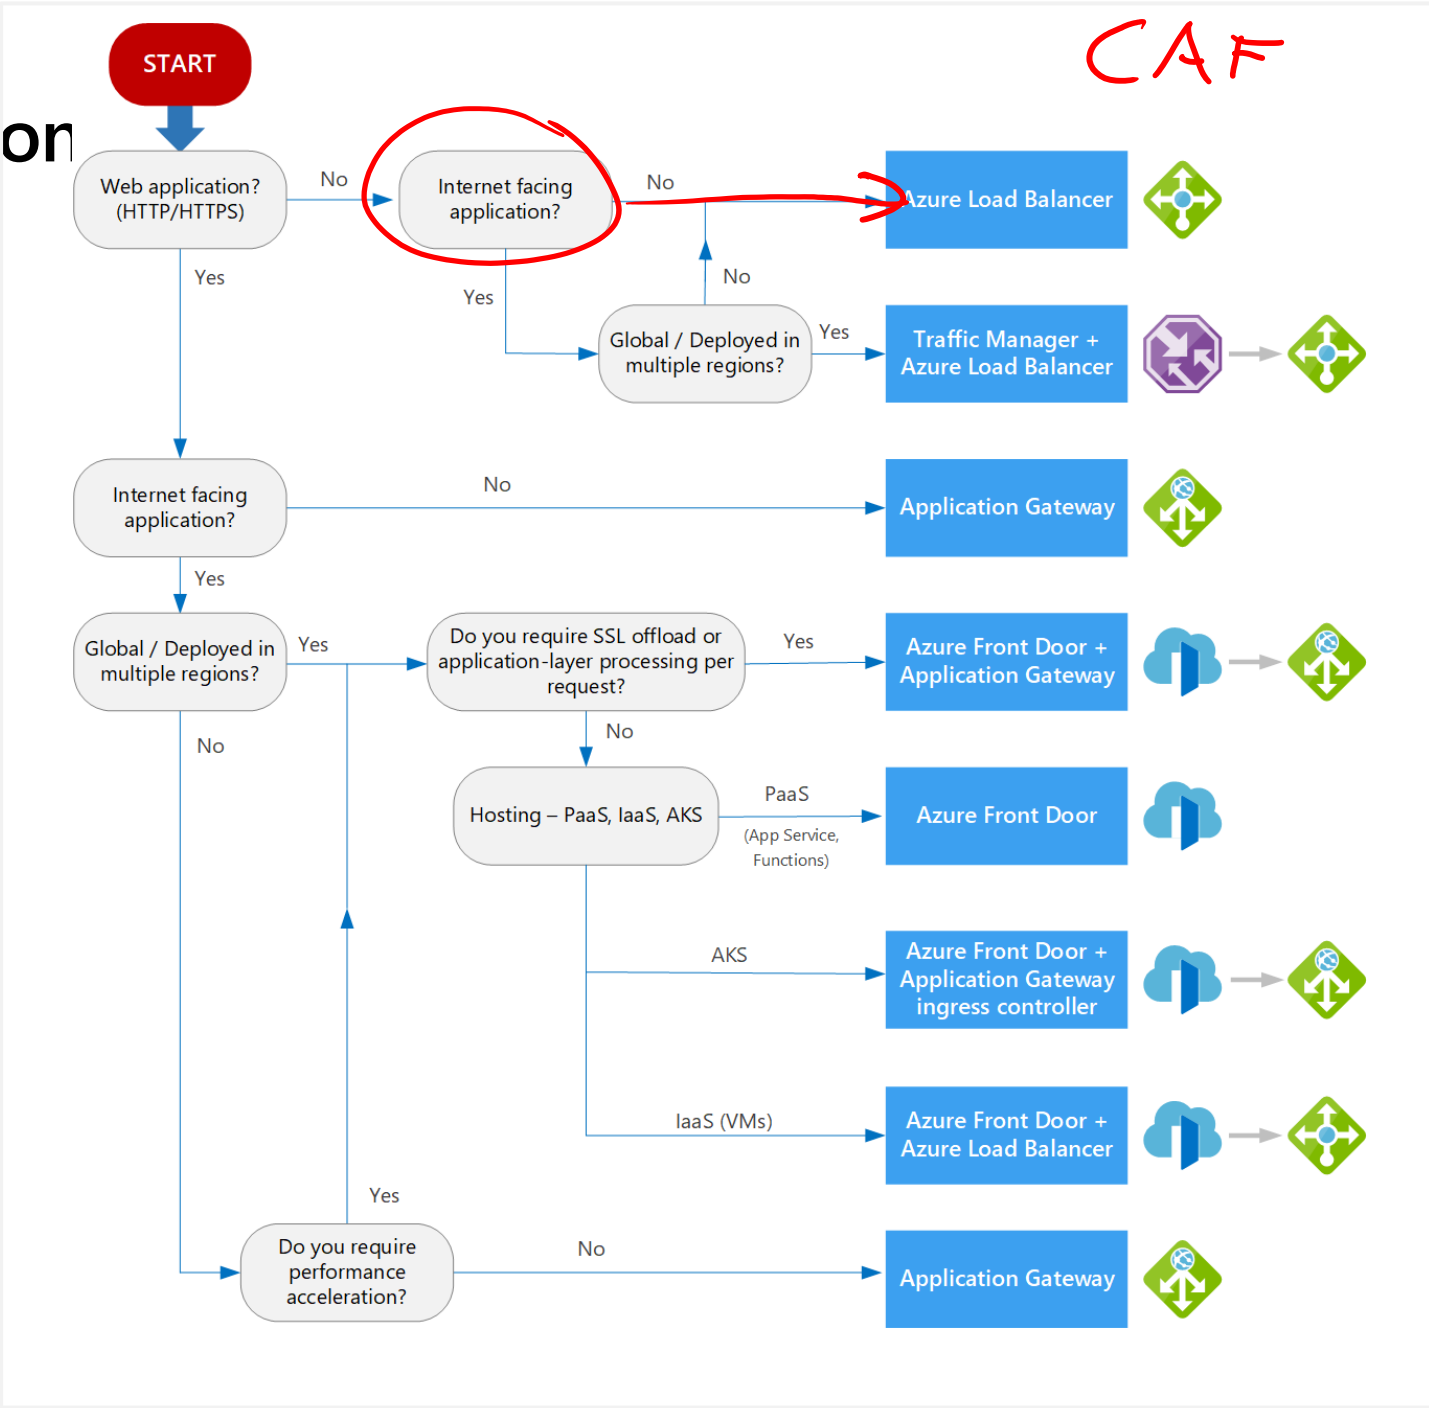 CAF
START
on
Web application?
(HTTP/HTTPS)
No
Internet facing
application?
No
Azure Load Balancer
Yes
Yes
No
Global / Deployed in
multiple regions?
Yes
Traffic Manager +
Azure Load Balancer
Internet facing
application?
No
Application Gateway
Yes
Global / Deployed in
multiple regions?
Yes
Do you require SSL offload or
application-layer processing per
request?
Yes
Azure Front Door +
Application Gateway
No
No
Hosting – PaaS, IaaS, AKS
PaaS
(App Service,
Functions)
Azure Front Door
AKS
Azure Front Door +
Application Gateway
ingress controller
IaaS (VMs)
Azure Front Door +
Azure Load Balancer
Yes
Do you require
performance
acceleration?
No
Application Gateway